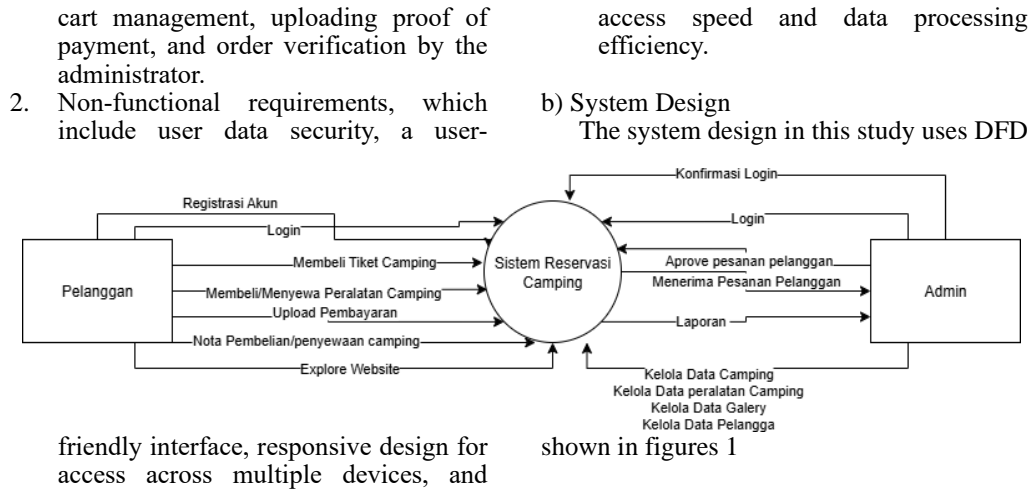 cart management, uploading proof of
payment, and order verification by the
administrator.
2. Non-functional requirements, which
include user data security, a user-
access speed and data processing
efficiency.
b) System Design
The system design in this study uses DFD
Konfirmasi Login
Registrasi Akun
Login
Login
Membeli Tiket Camping
Sistem Reservasi
Camping
Aprove pesanan pelanggan
Pelanggan
Membeli/Menyewa Peralatan Camping
Menerima Pesanan Pelanggan
Admin
Upload Pembayaran
Laporan
Nota Pembelian/penyewaan camping
Explore Website
Kelola Data Camping
Kelola Data peralatan Camping
Kelola Data Galery
Kelola Data Pelangga
friendly interface, responsive design for
access across multiple devices, and
shown in figures 1